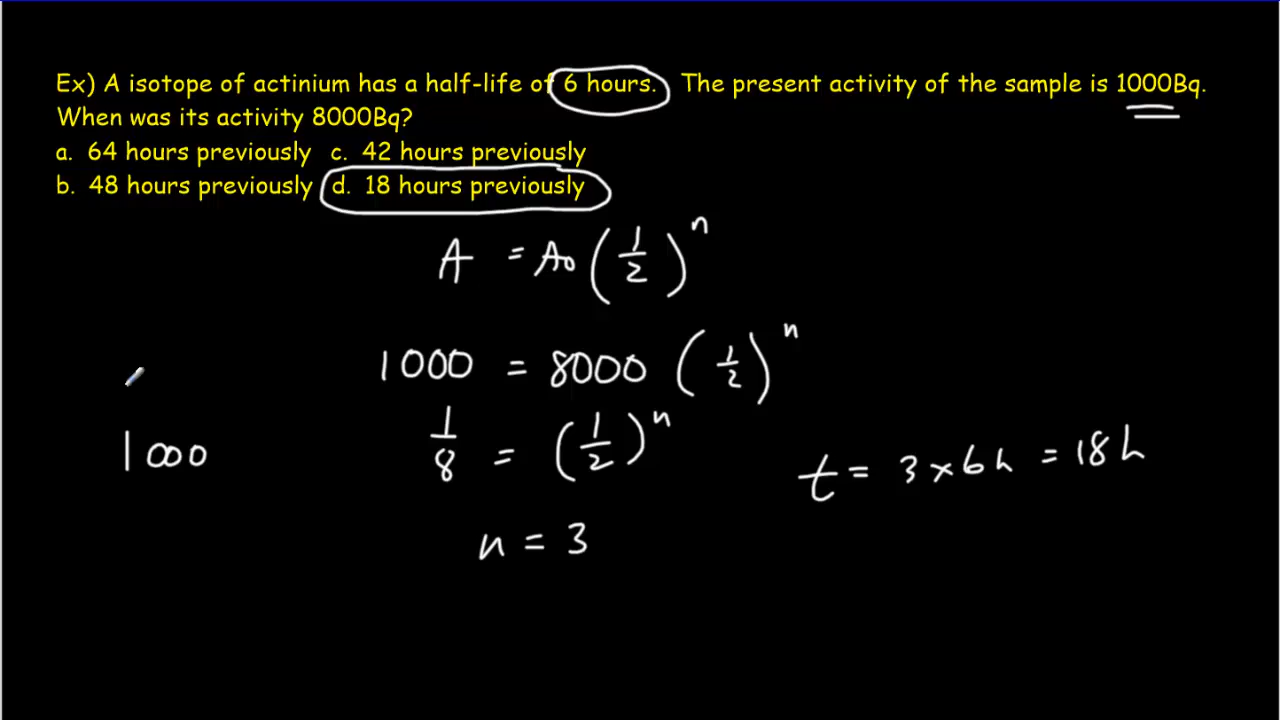 Ex) A isotope of actinium has a half-life of 6 hours. The present activity of the sample is 1000Bq.
When was its activity 8000Bq?
a. 64 hours previously c. 42 hours previously
b. 48 hours previously d. 18 hours previously
A = A₀ (1/2)ⁿ
1000 = 8000 (1/2)ⁿ
1/8 = (1/2)ⁿ
1000
t = 3 x 6h = 18h
n = 3